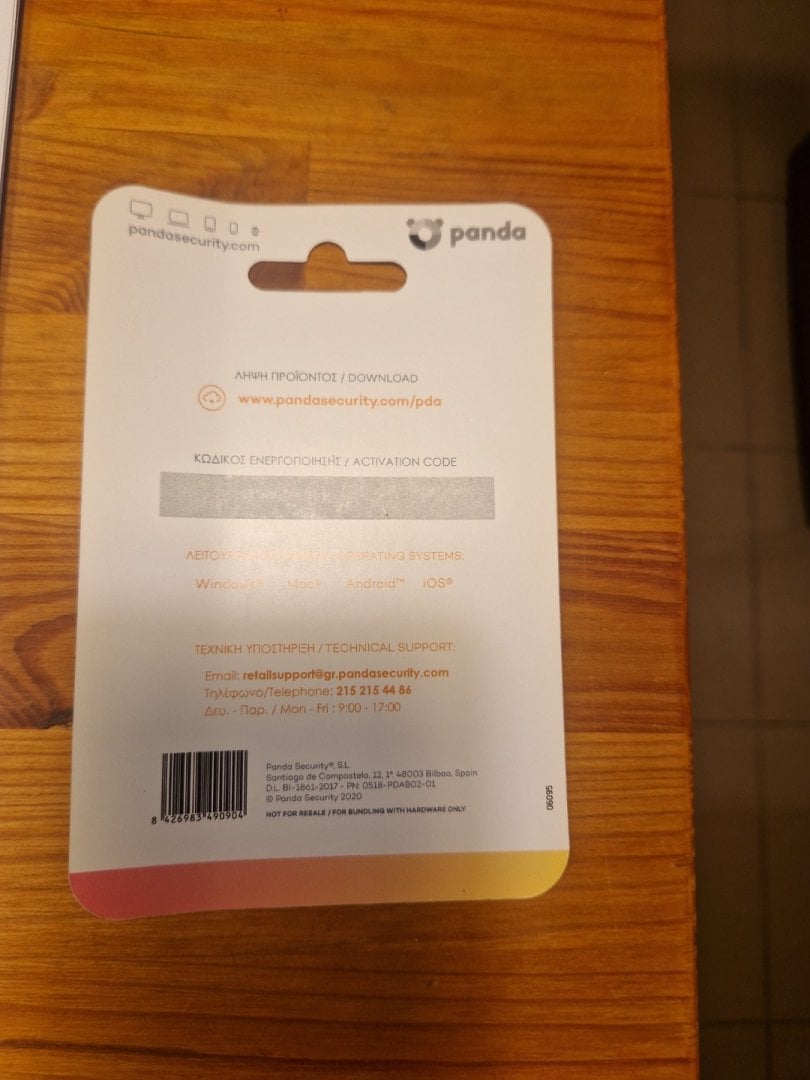 pandasecurity.com
panda
ΛΗΨΗ ΠΡΟΪΟΝΤΟΣ / DOWNLOAD
www.pandasecurity.com/pda
ΚΩΔΙΚΟΣ ΕΝΕΡΓΟΠΟΙΗΣΗΣ / ACTIVATION CODE
OPERATING SYSTEMS:
Windows® Mac® Android™ iOS®
ΤΕΧΝΙΚΗ ΥΠΟΣΤΗΡΙΞΗ / TECHNICAL SUPPORT:
Email: retailsupport@gr.pandasecurity.com
Τηλέφωνο/Telephone: 215 215 44 86
Δευ. - Παρ. / Mon - Fri : 9:00 - 17:00
Panda Security®, S.L.
Santiago de Compostela, 12, 1ª 48003 Bilbao, Spain
D.L. BI-1861-2017 - PN: 0518-PDAB02-01
© Panda Security 2020
NOT FOR RESALE / FOR BUNDLING WITH HARDWARE ONLY
8 426983 490904
06095